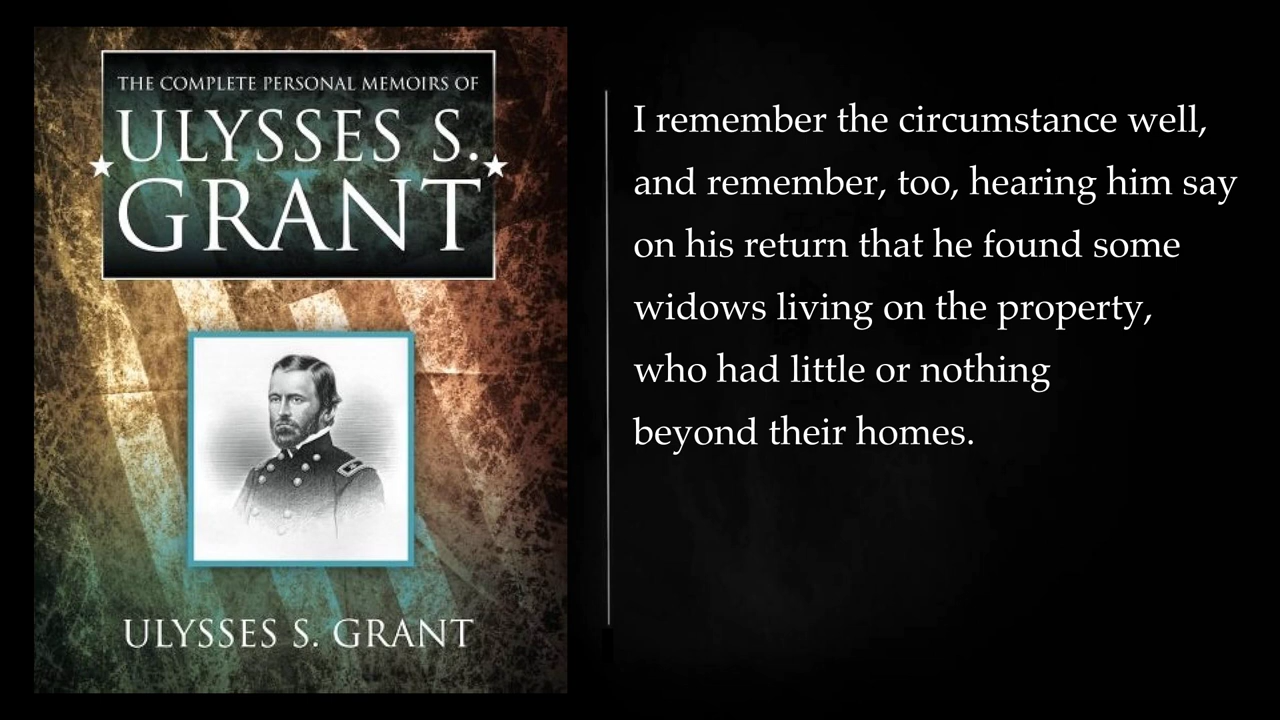 THE COMPLETE PERSONAL MEMOIRS OF
ULYSSES S.
GRANT
ULYSSES S. GRANT
I remember the circumstance well,
and remember, too, hearing him say
on his return that he found some
widows living on the property,
who had little or nothing
beyond their homes.